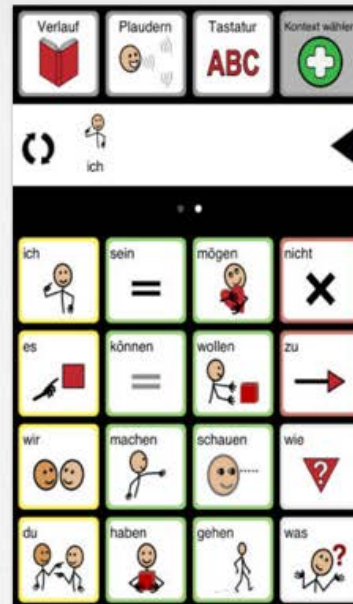 Verlauf Plaudern Tastatur Kontext wählen
ABC
ich
ich sein mögen nicht
es können wollen zu
wir machen schauen wie
?
du haben gehen was
?